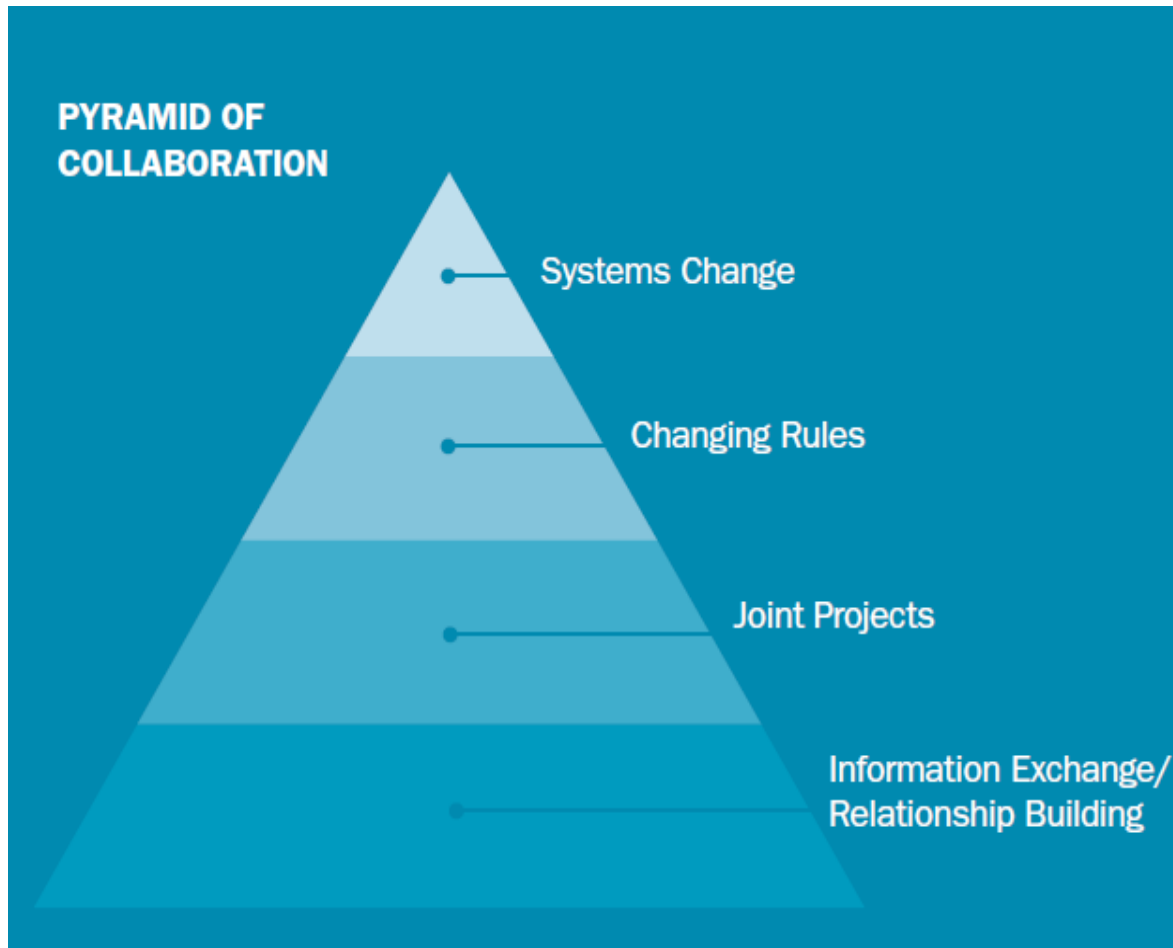 PYRAMID OF
COLLABORATION
Systems Change
Changing Rules
Joint Projects
Information Exchange/
Relationship Building